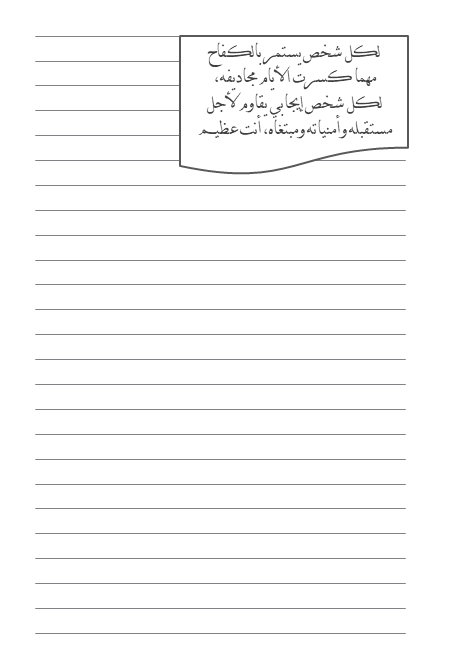 لكل شخص يستمر بالكفاح
مهما كسرت الأيام مجاديفه،
لكل شخص إيجابي يقاوم لأجل
مستقبله وأمنياته ومبتغاه، أنت عظيم